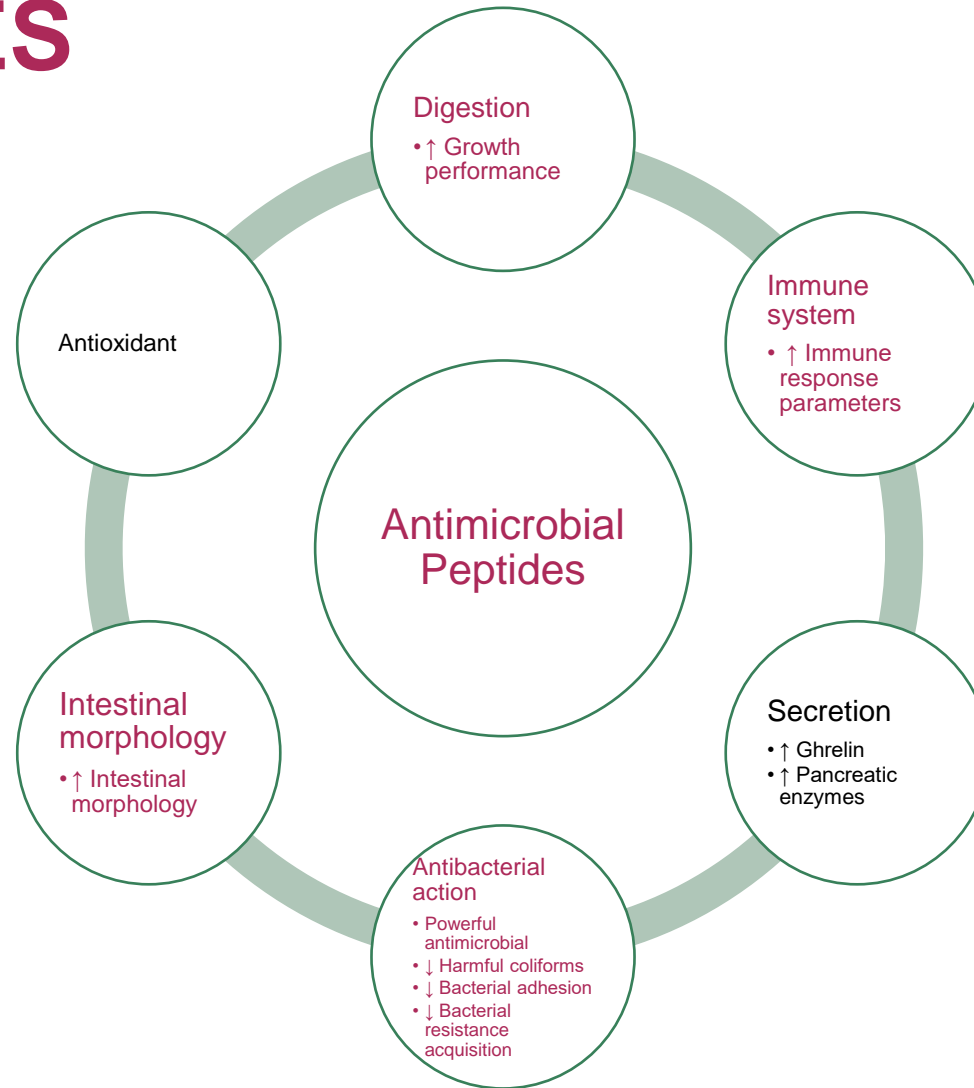 Digestion
• ↑ Growth
performance
Immune
system
• ↑ Immune
response
parameters
Antioxidant
Antimicrobial
Peptides
Intestinal
morphology
• ↑ Intestinal
morphology
Secretion
• ↑ Ghrelin
• ↑ Pancreatic
enzymes
Antibacterial
action
• Powerful
antimicrobial
• ↓ Harmful coliforms
• ↓ Bacterial adhesion
• ↓ Bacterial
resistance
acquisition